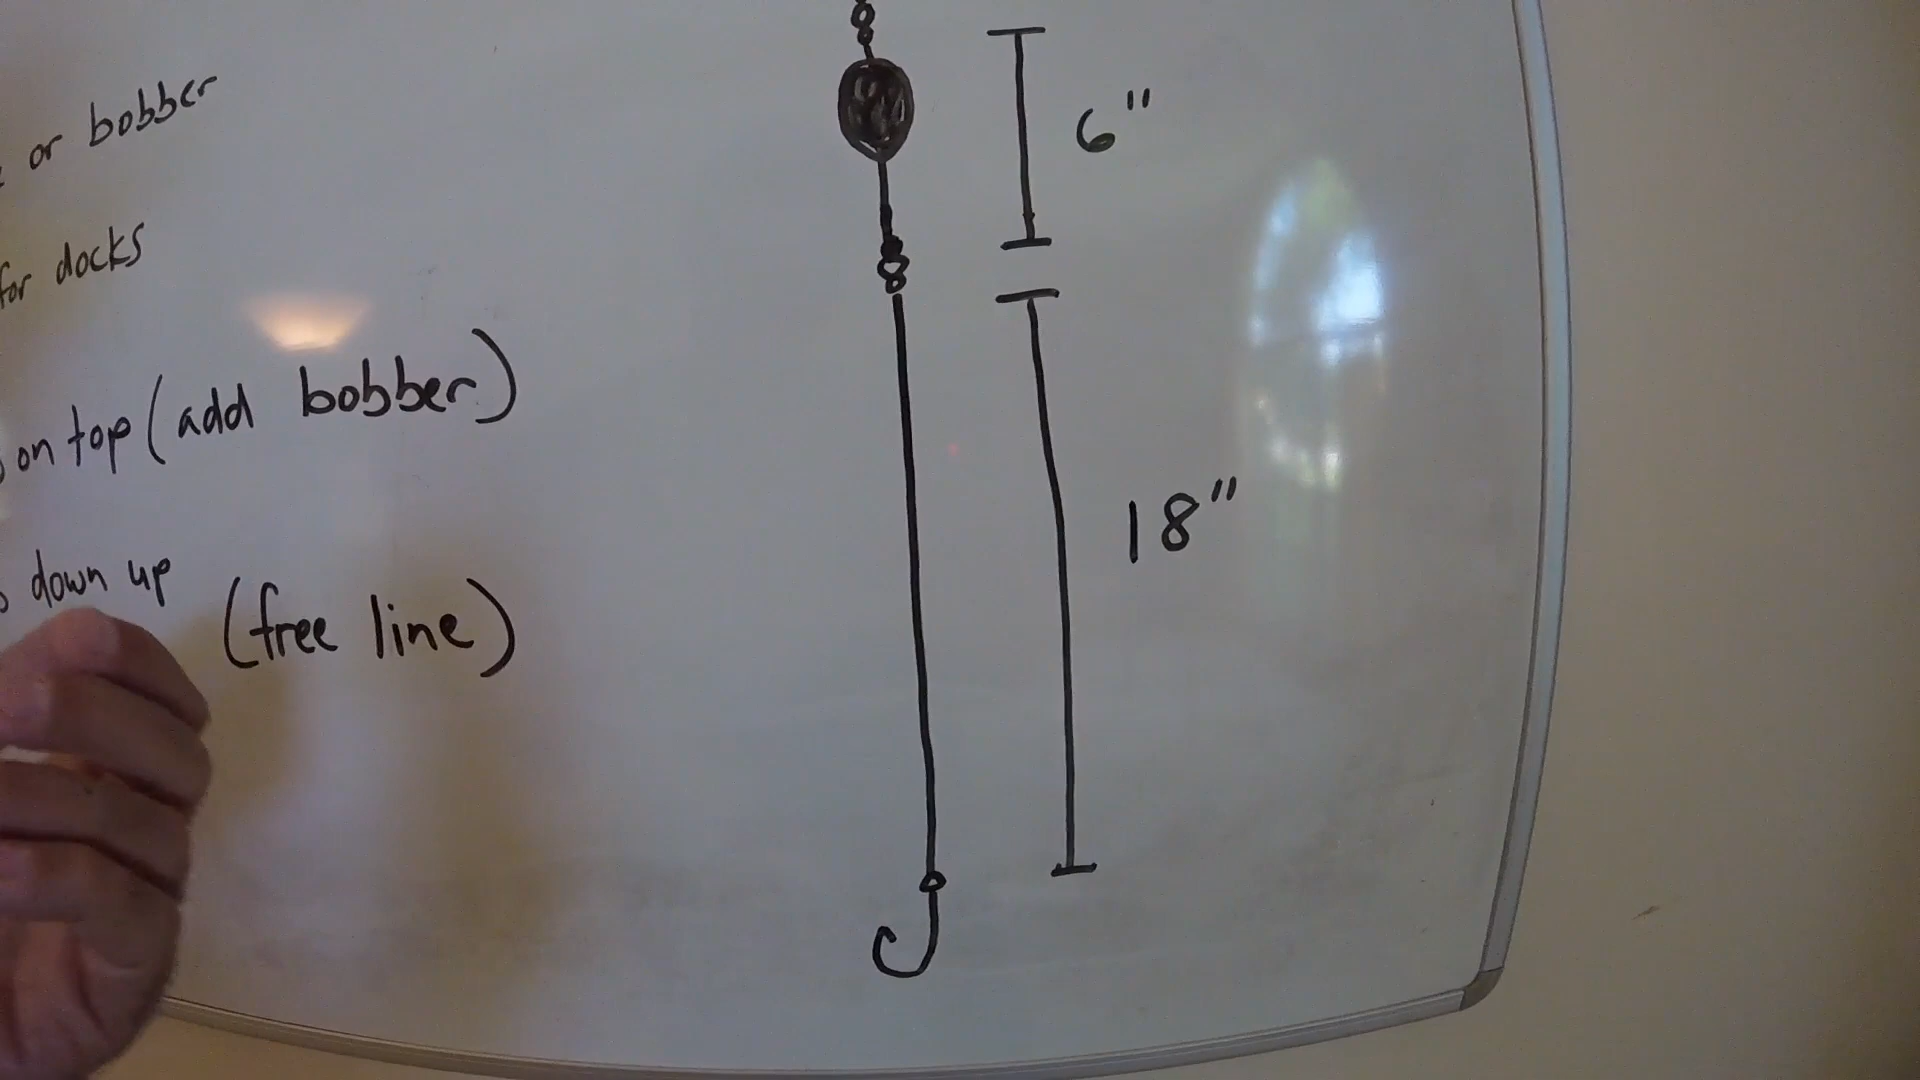 or bobber
for docks
on top (add bobber)
down up (free line)
6"
18"